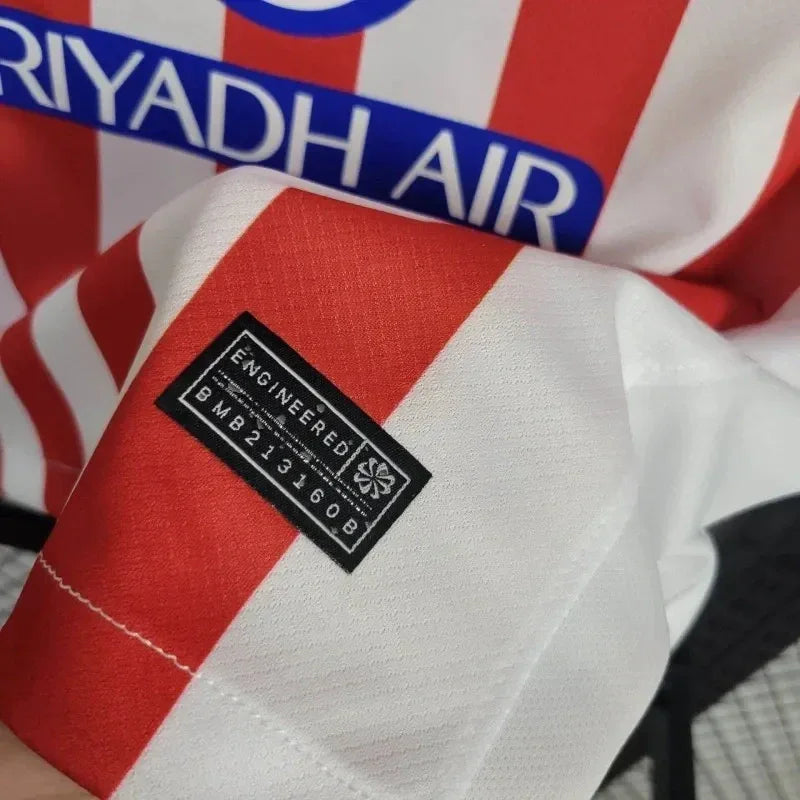 RIYADH AIR
ENGINEERED
BMB213160B